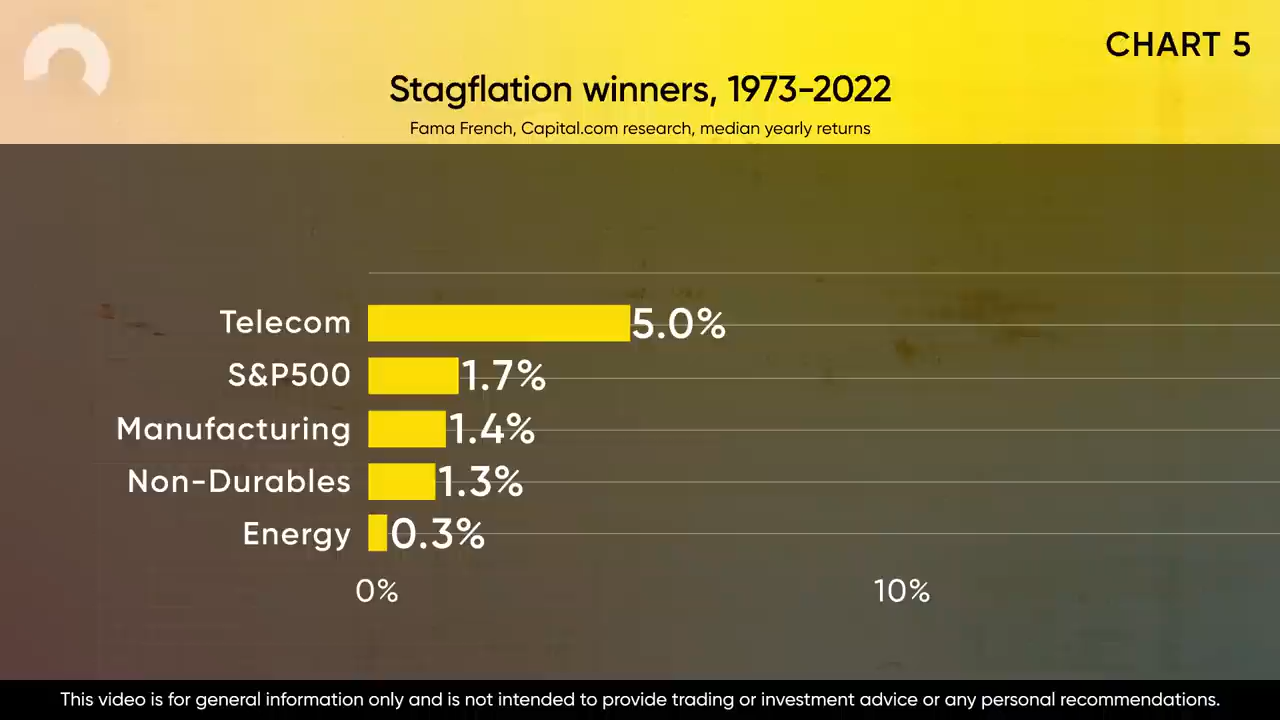 CHART 5
Stagflation winners, 1973-2022
Fama French, Capital.com research, median yearly returns
Telecom 5.0%
S&P500 1.7%
Manufacturing 1.4%
Non-Durables 1.3%
Energy 0.3%
0% 10%
This video is for general information only and is not intended to provide trading or investment advice or any personal recommendations.